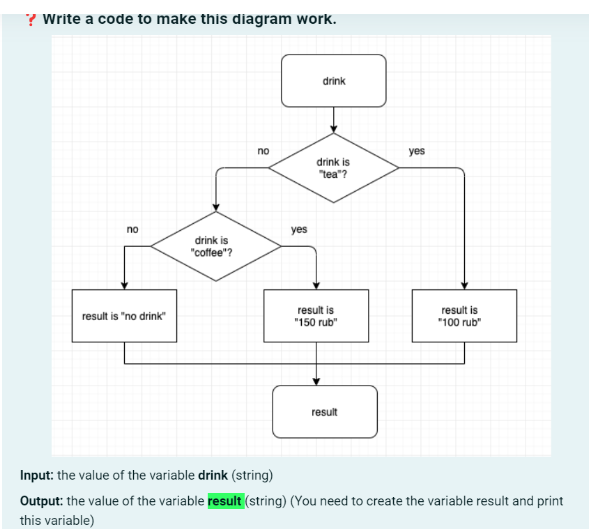 ❓ Write a code to make this diagram work.
drink
no
yes
drink is
"tea"?
no
yes
drink is
"coffee"?
result is "no drink"
result is
"150 rub"
result is
"100 rub"
result
Input: the value of the variable drink (string)
Output: the value of the variable result (string) (You need to create the variable result and print
this variable)